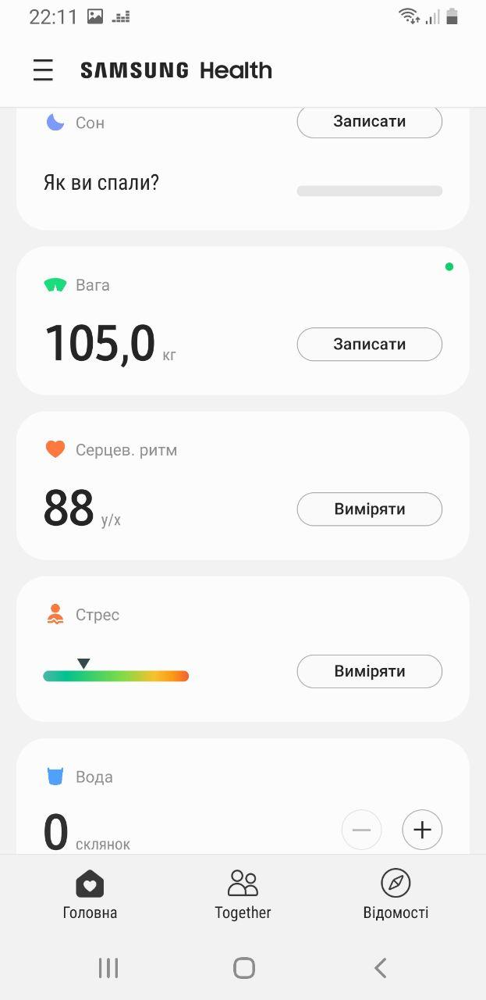 22:11
SAMSUNG Health
Сон
Записати
Як ви спали?
Вага
105,0 кг
Записати
Серцев. ритм
88 у/х
Виміряти
Стрес
Виміряти
Вода
0 склянок
Головна
Together
Відомості